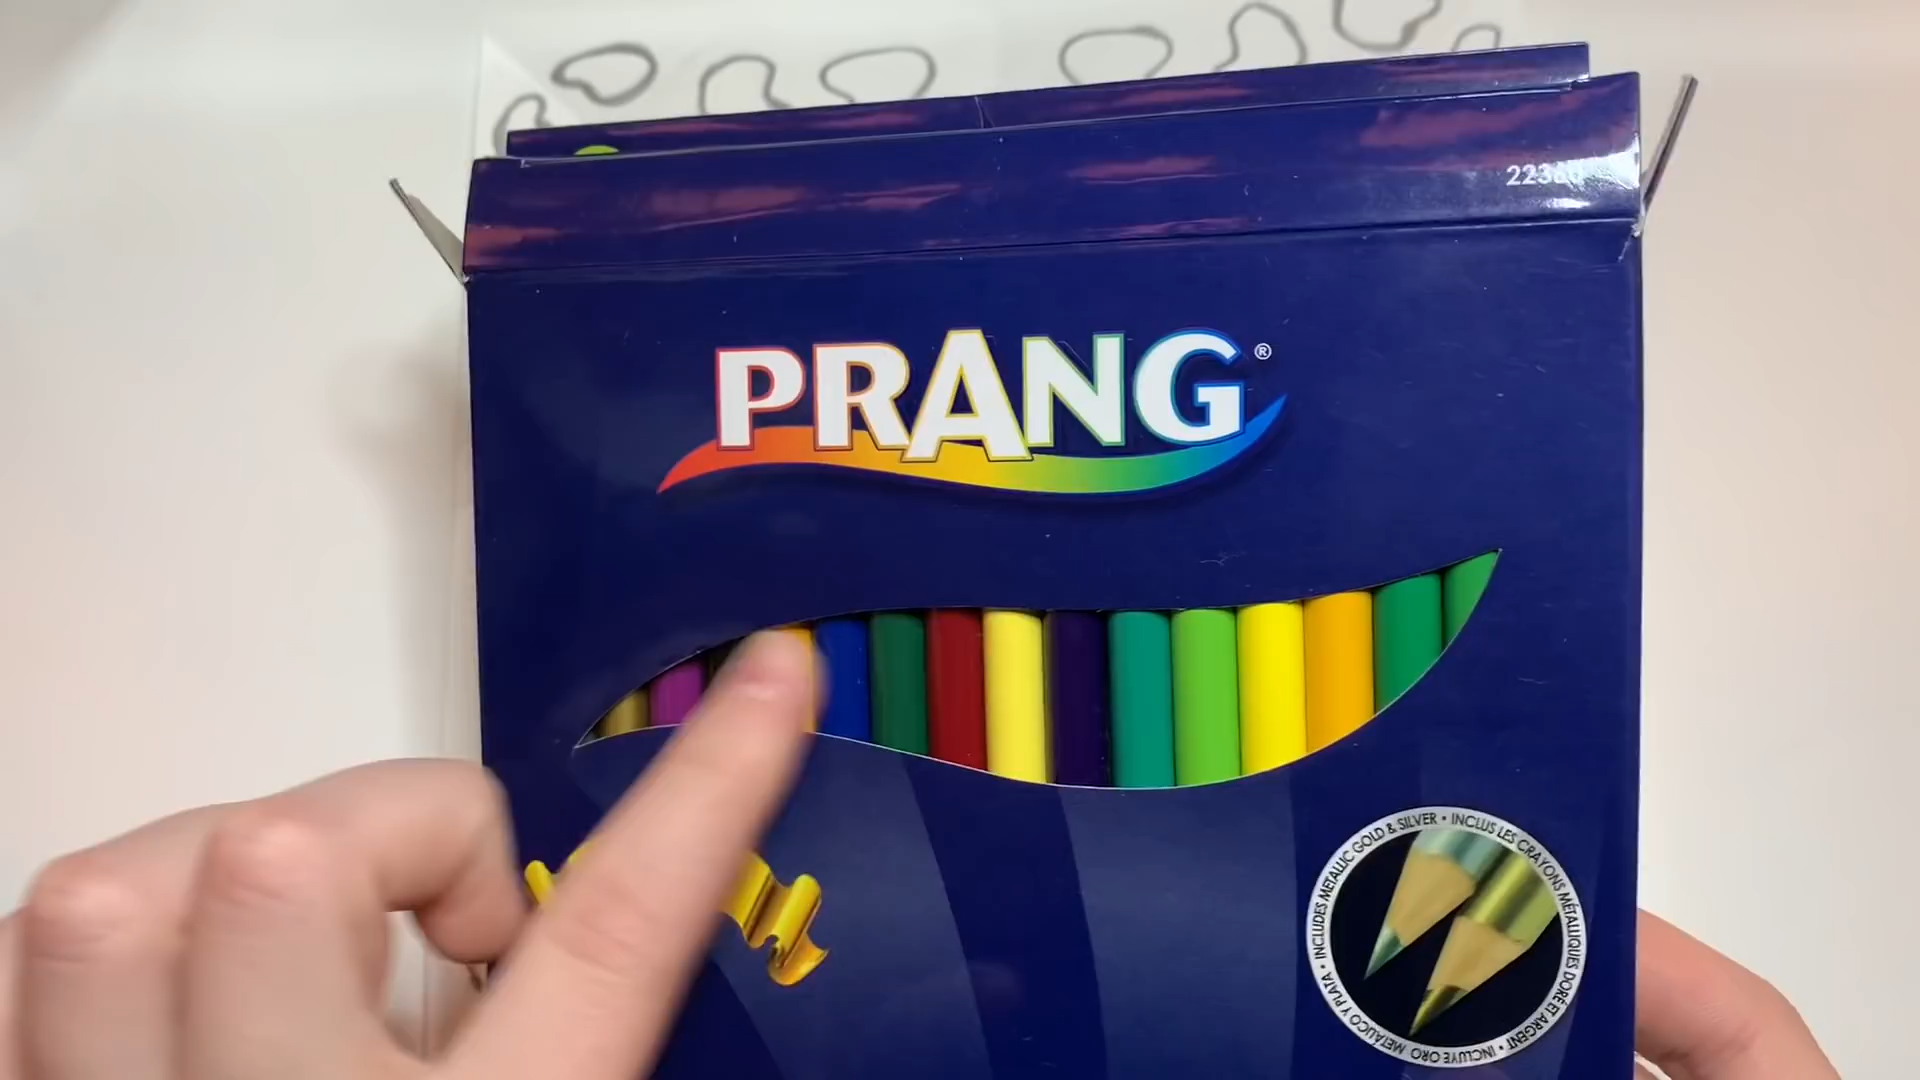 22360
PRANG®
INCLUDES METALLIC GOLD & SILVER • INCLUS LES CRAYONS MÉTALLIQUES DORÉ ET ARGENT • INCLUYE ORO METÁLICO Y PLATA •